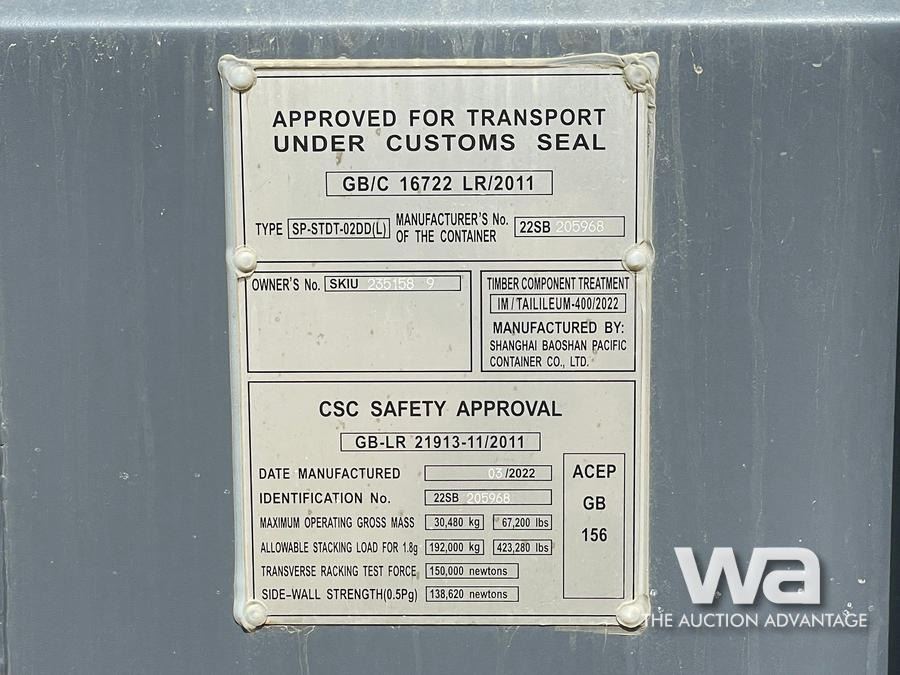 APPROVED FOR TRANSPORT
UNDER CUSTOMS SEAL
GB/C 16722 LR/2011
TYPE SP-STDT-02DD(L) MANUFACTURER'S No. OF THE CONTAINER 22SB 205968
OWNER'S No. SKIU 235158 9
TIMBER COMPONENT TREATMENT
IM/TAILILEUM-400/2022
MANUFACTURED BY:
SHANGHAI BAOSHAN PACIFIC
CONTAINER CO., LTD.
CSC SAFETY APPROVAL
GB-LR 21913-11/2011
DATE MANUFACTURED 03/2022
IDENTIFICATION No. 22SB 205968
MAXIMUM OPERATING GROSS MASS 30,480 kg 67,200 lbs
ALLOWABLE STACKING LOAD FOR 1.8g 192,000 kg 423,280 lbs
TRANSVERSE RACKING TEST FORCE 150,000 newtons
SIDE-WALL STRENGTH(0.5Pg) 138,620 newtons
ACEP
GB
156
wa
THE AUCTION ADVANTAGE